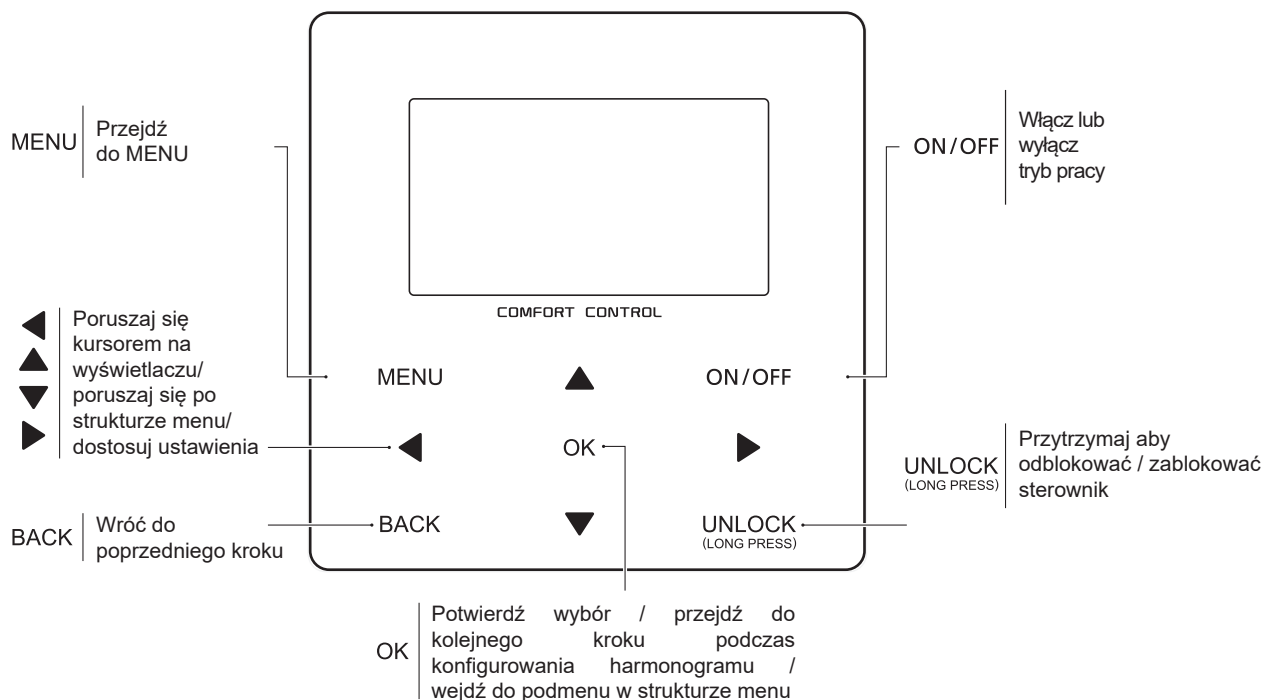 MENU
Przejdź
do MENU
ON/OFF
Włącz lub
wyłącz
tryb pracy
COMFORT CONTROL
◀
▲
▼
▶
Poruszaj się
kursorem na
wyświetlaczu/
poruszaj się po
strukturze menu/
dostosuj ustawienia
MENU ▲ ON/OFF
◀ OK ▶
BACK ▼ UNLOCK
(LONG PRESS)
UNLOCK
(LONG PRESS)
Przytrzymaj aby
odblokować / zablokować
sterownik
BACK
Wróć do
poprzedniego kroku
OK
Potwierdź wybór / przejdź do
kolejnego kroku podczas
konfigurowania harmonogramu /
wejdź do podmenu w strukturze menu